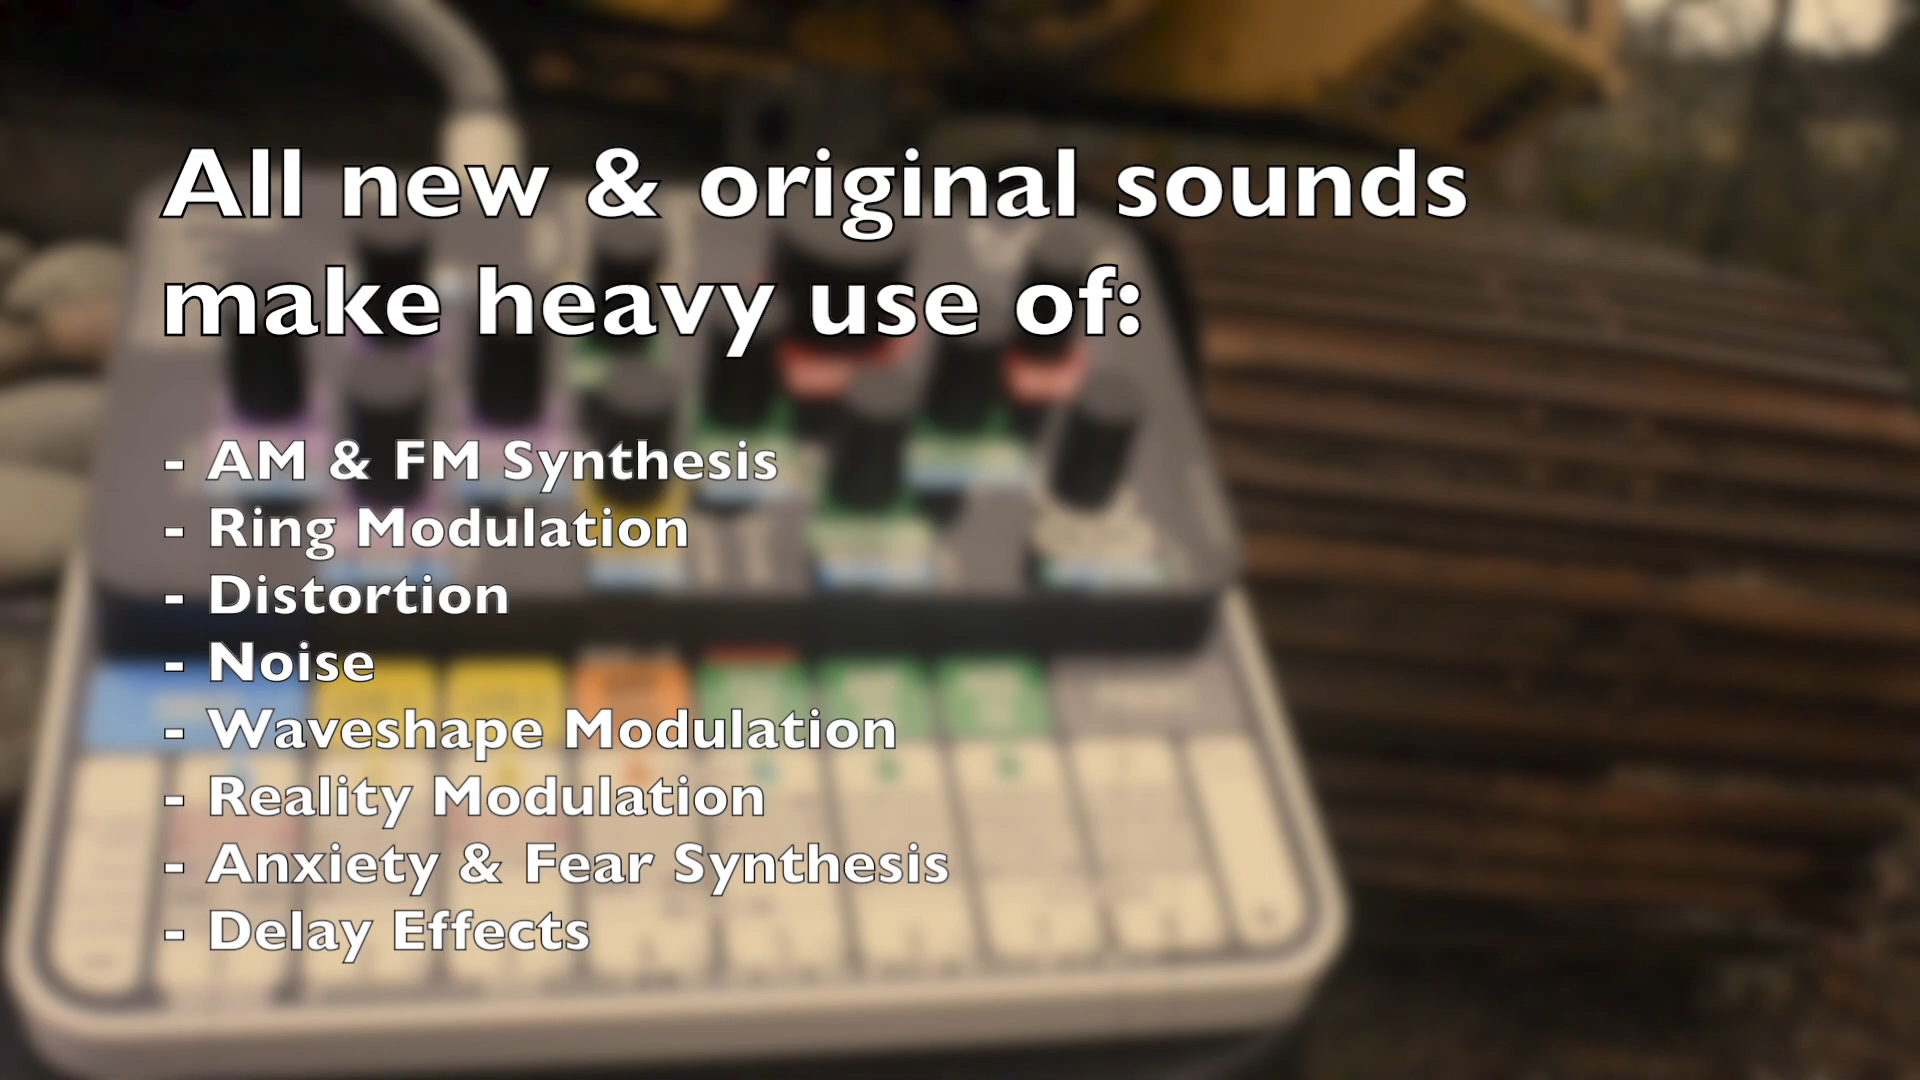 All new & original sounds
make heavy use of:
- AM & FM Synthesis
- Ring Modulation
- Distortion
- Noise
- Waveshape Modulation
- Reality Modulation
- Anxiety & Fear Synthesis
- Delay Effects